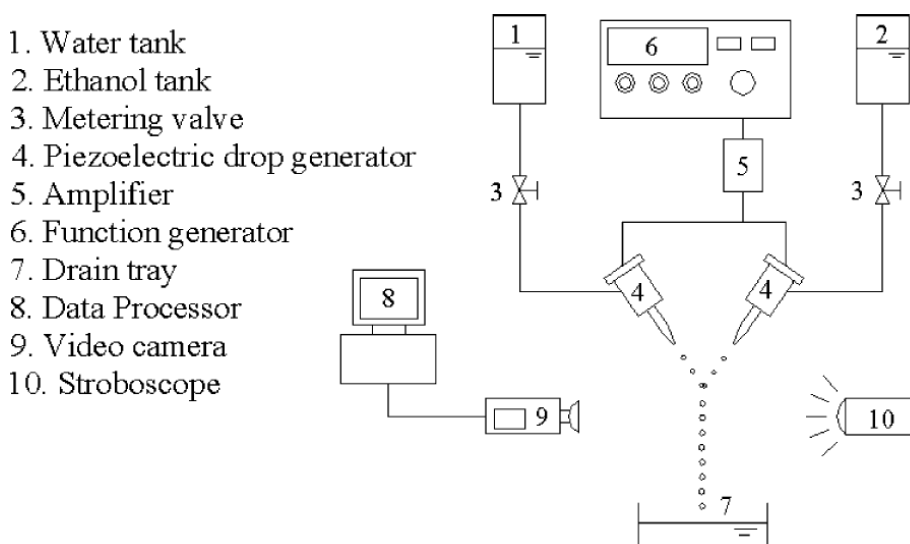 1. Water tank
2. Ethanol tank
3. Metering valve
4. Piezoelectric drop generator
5. Amplifier
6. Function generator
7. Drain tray
8. Data Processor
9. Video camera
10. Stroboscope
1
6
2
5
3
3
4
4
8
9
10
7